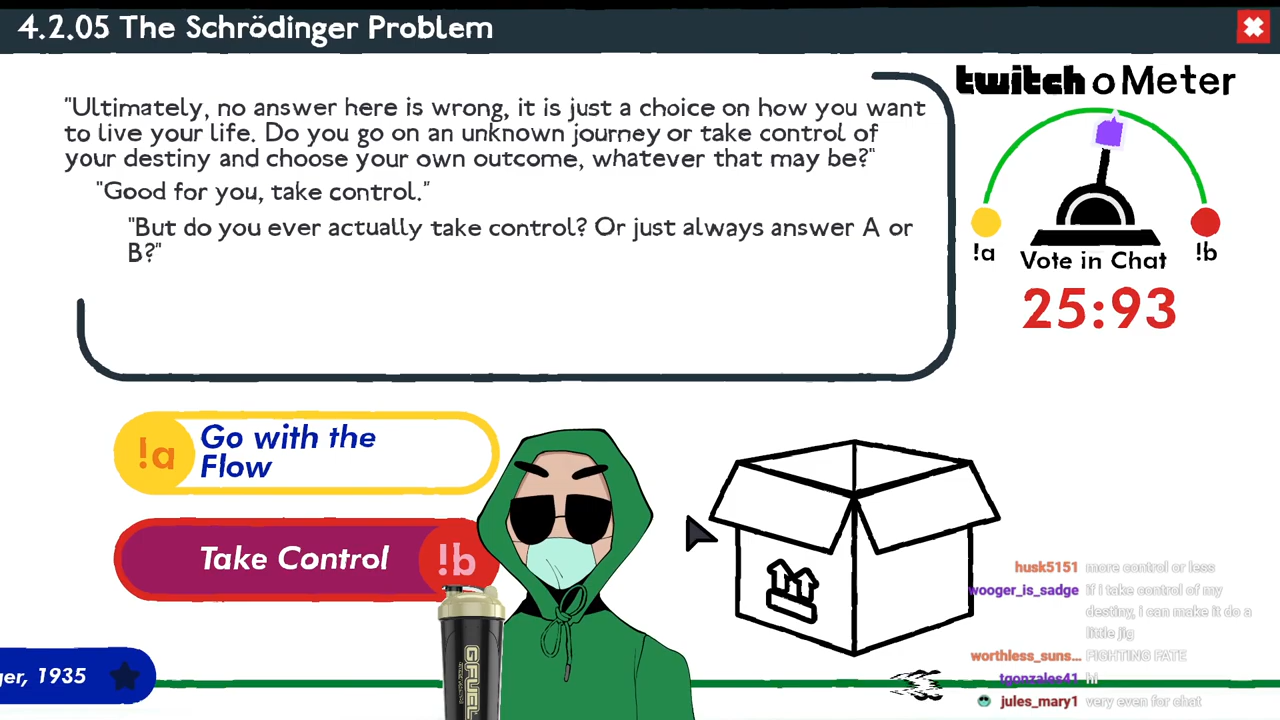 4.2.05 The Schrödinger Problem
"Ultimately, no answer here is wrong, it is just a choice on how you want
to live your life. Do you go on an unknown journey or take control of
your destiny and choose your own outcome, whatever that may be?"
"Good for you, take control."
"But do you ever actually take control? Or just always answer A or
B?"
twitch o Meter
!a
!b
Vote in Chat
25:93
!a
Go with the
Flow
Take Control
!b
GFUEL
husk5151 more control or less
wooger_is_sadge if i take control of my
destiny, i can make it do a
little jig
worthless_suns... FIGHTING FATE
tgonzales41 hi
jules_mary1 very even for chat
ger, 1935